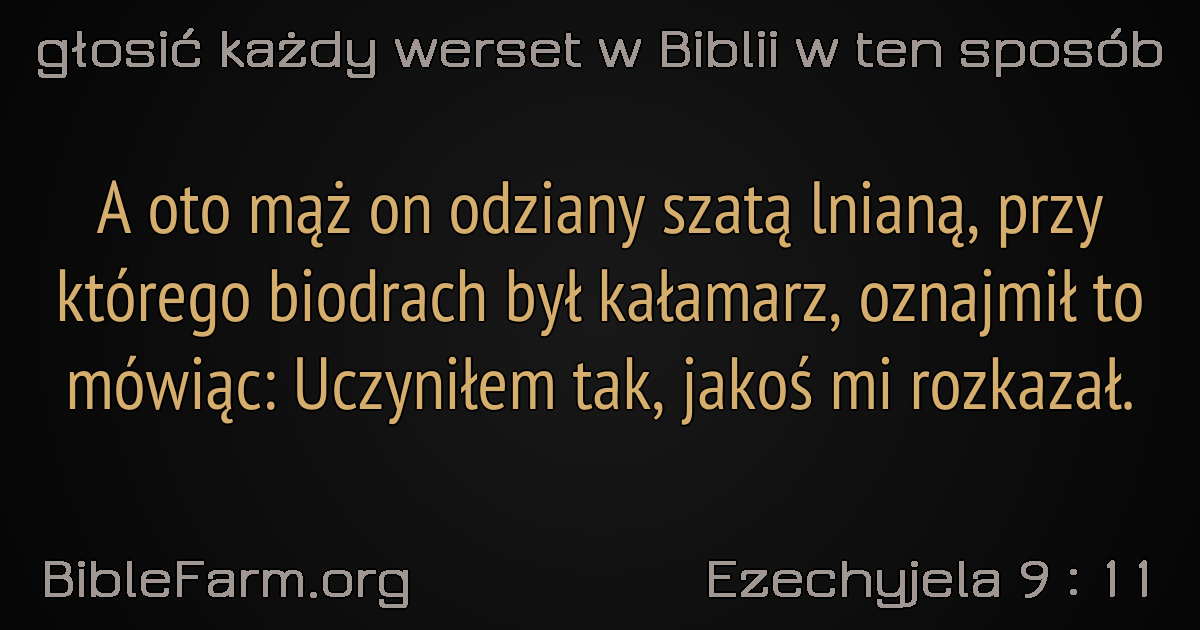 głosić każdy werset w Biblii w ten sposób
A oto mąż on odziany szatą lnianą, przy
którego biodrach był kałamarz, oznajmił to
mówiąc: Uczyniłem tak, jakoś mi rozkazał.
BibleFarm.org
Ezechyjela 9 : 11